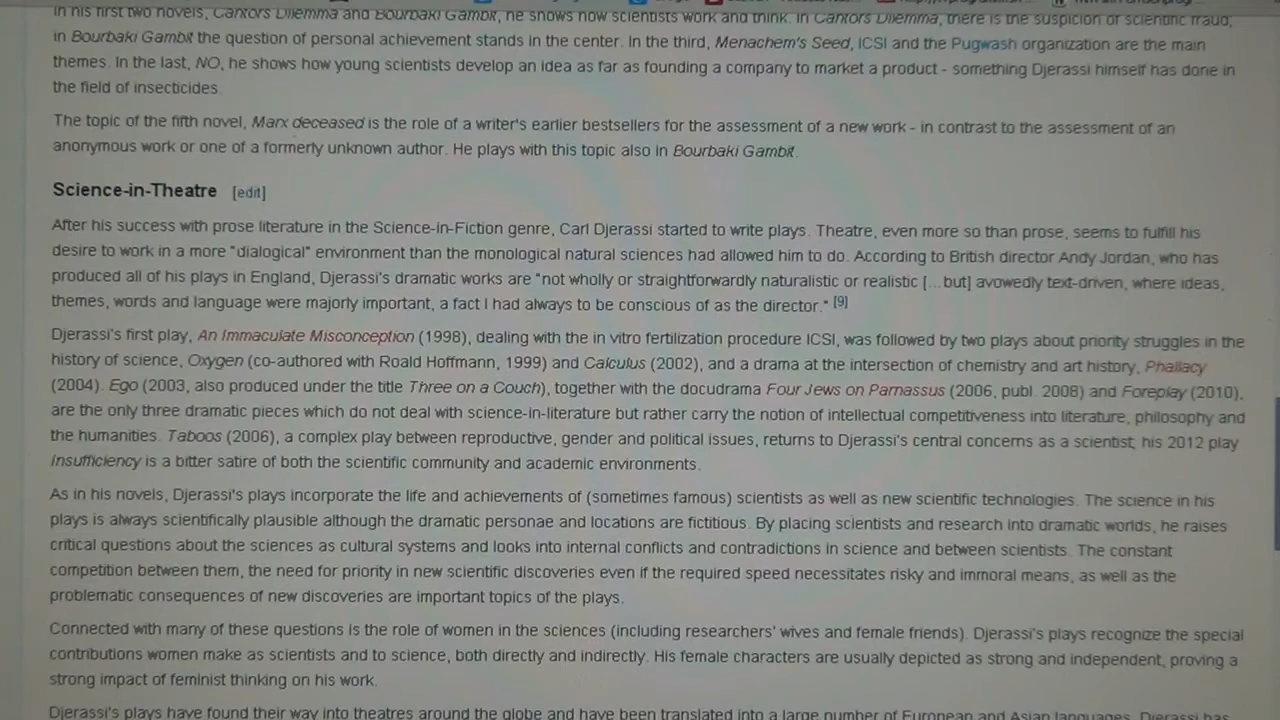 In his first two novels, Cantors Dilemma and Bourbaki Gambit, he shows how scientists work and think. In Cantors Dilemma, there is the suspicion of scientific fraud;
in Bourbaki Gambit the question of personal achievement stands in the center. In the third, Menachem's Seed, ICSI and the Pugwash organization are the main
themes. In the last, NO, he shows how young scientists develop an idea as far as founding a company to market a product - something Djerassi himself has done in
the field of insecticides.
The topic of the fifth novel, Marx deceased is the role of a writer's earlier bestsellers for the assessment of a new work - in contrast to the assessment of an
anonymous work or one of a formerly unknown author. He plays with this topic also in Bourbaki Gambit.
Science-in-Theatre [edit]
After his success with prose literature in the Science-in-Fiction genre, Carl Djerassi started to write plays. Theatre, even more so than prose, seems to fulfill his
desire to work in a more "dialogical" environment than the monological natural sciences had allowed him to do. According to British director Andy Jordan, who has
produced all of his plays in England, Djerassi's dramatic works are "not wholly or straightforwardly naturalistic or realistic [...but] avowedly text-driven, where ideas,
themes, words and language were majorly important, a fact I had always to be conscious of as the director." [9]
Djerassi's first play, An Immaculate Misconception (1998), dealing with the in vitro fertilization procedure ICSI, was followed by two plays about priority struggles in the
history of science, Oxygen (co-authored with Roald Hoffmann, 1999) and Calculus (2002), and a drama at the intersection of chemistry and art history, Phallacy
(2004). Ego (2003, also produced under the title Three on a Couch), together with the docudrama Four Jews on Parnassus (2006, publ. 2008) and Foreplay (2010),
are the only three dramatic pieces which do not deal with science-in-literature but rather carry the notion of intellectual competitiveness into literature, philosophy and
the humanities. Taboos (2006), a complex play between reproductive, gender and political issues, returns to Djerassi's central concerns as a scientist; his 2012 play
Insufficiency is a bitter satire of both the scientific community and academic environments.
As in his novels, Djerassi's plays incorporate the life and achievements of (sometimes famous) scientists as well as new scientific technologies. The science in his
plays is always scientifically plausible although the dramatic personae and locations are fictitious. By placing scientists and research into dramatic worlds, he raises
critical questions about the sciences as cultural systems and looks into internal conflicts and contradictions in science and between scientists. The constant
competition between them, the need for priority in new scientific discoveries even if the required speed necessitates risky and immoral means, as well as the
problematic consequences of new discoveries are important topics of the plays.
Connected with many of these questions is the role of women in the sciences (including researchers' wives and female friends). Djerassi's plays recognize the special
contributions women make as scientists and to science, both directly and indirectly. His female characters are usually depicted as strong and independent, proving a
strong impact of feminist thinking on his work.
Djerassi's plays have found their way into theatres around the globe and have been translated into a large number of European and Asian languages. Djerassi has